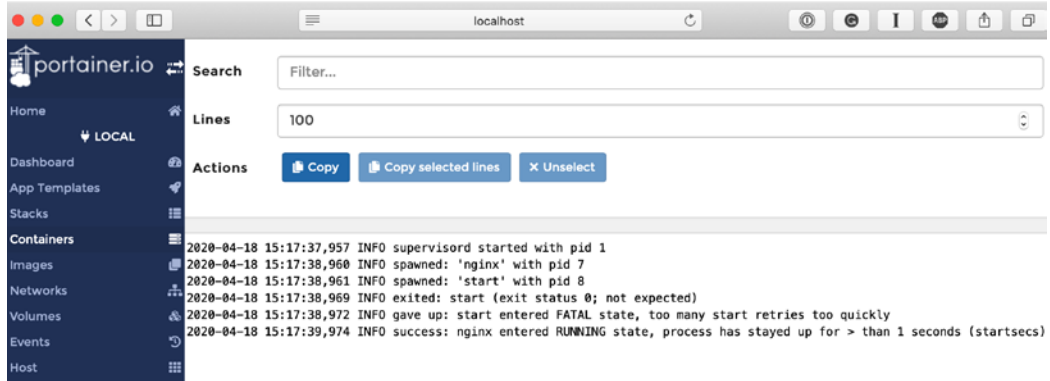 localhost
ABP
portainer.io
Search
Filter...
Home
Lines
100
LOCAL
Dashboard
Actions
Copy
Copy selected lines
Unselect
App Templates
Stacks
Containers
Images
Networks
Volumes
Events
Host
2020-04-18 15:17:37,957 INFO supervisord started with pid 1
2020-04-18 15:17:38,960 INFO spawned: 'nginx' with pid 7
2020-04-18 15:17:38,961 INFO spawned: 'start' with pid 8
2020-04-18 15:17:38,969 INFO exited: start (exit status 0; not expected)
2020-04-18 15:17:38,972 INFO gave up: start entered FATAL state, too many start retries too quickly
2020-04-18 15:17:39,974 INFO success: nginx entered RUNNING state, process has stayed up for > than 1 seconds (startsecs)